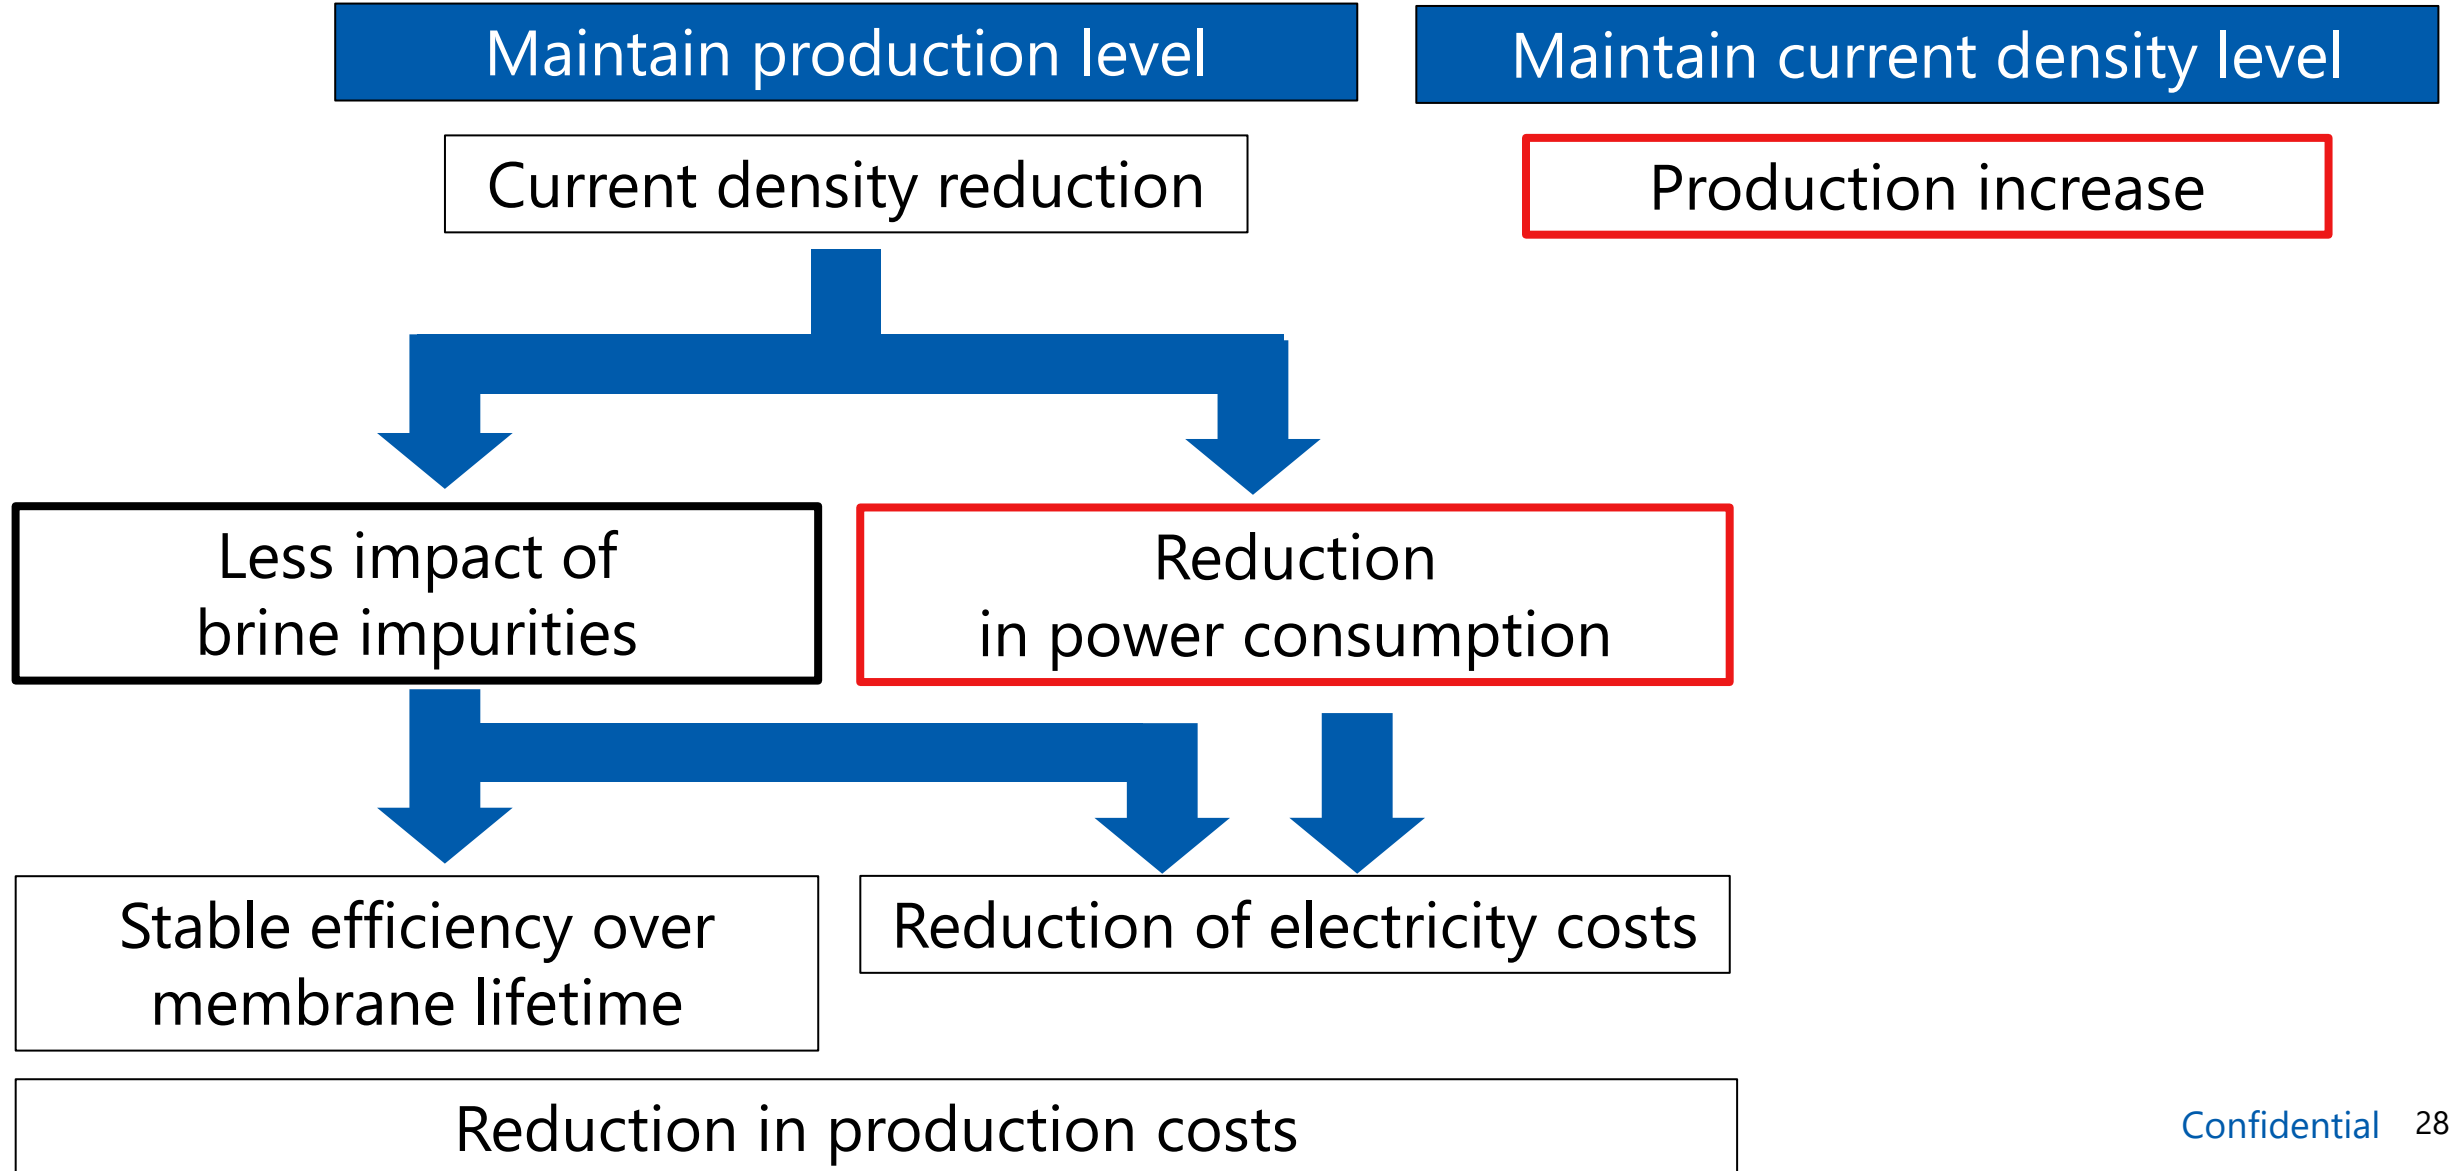 Maintain production level
Maintain current density level
Current density reduction
Production increase
Less impact of
brine impurities
Reduction
in power consumption
Stable efficiency over
membrane lifetime
Reduction of electricity costs
Reduction in production costs
Confidential 28